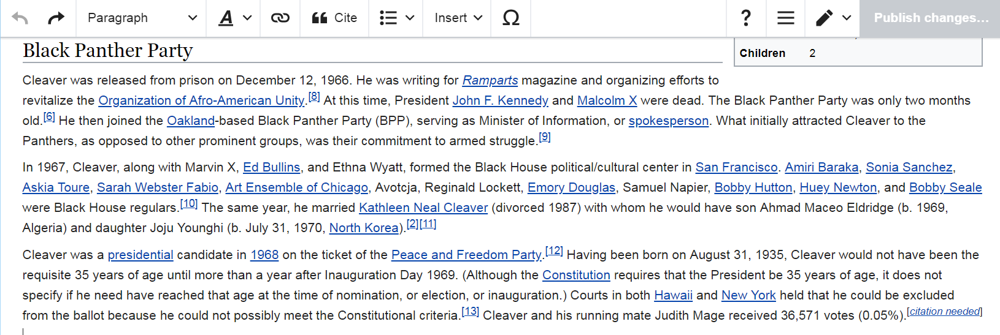 Paragraph A Cite Insert Ω ? Publish changes...
Black Panther Party
Children 2
Cleaver was released from prison on December 12, 1966. He was writing for Ramparts magazine and organizing efforts to
revitalize the Organization of Afro-American Unity.[8] At this time, President John F. Kennedy and Malcolm X were dead. The Black Panther Party was only two months
old.[6] He then joined the Oakland-based Black Panther Party (BPP), serving as Minister of Information, or spokesperson. What initially attracted Cleaver to the
Panthers, as opposed to other prominent groups, was their commitment to armed struggle.[9]
In 1967, Cleaver, along with Marvin X, Ed Bullins, and Ethna Wyatt, formed the Black House political/cultural center in San Francisco. Amiri Baraka, Sonia Sanchez,
Askia Toure, Sarah Webster Fabio, Art Ensemble of Chicago, Avotcja, Reginald Lockett, Emory Douglas, Samuel Napier, Bobby Hutton, Huey Newton, and Bobby Seale
were Black House regulars.[10] The same year, he married Kathleen Neal Cleaver (divorced 1987) with whom he would have son Ahmad Maceo Eldridge (b. 1969,
Algeria) and daughter Joju Younghi (b. July 31, 1970, North Korea).[2][11]
Cleaver was a presidential candidate in 1968 on the ticket of the Peace and Freedom Party.[12] Having been born on August 31, 1935, Cleaver would not have been the
requisite 35 years of age until more than a year after Inauguration Day 1969. (Although the Constitution requires that the President be 35 years of age, it does not
specify if he need have reached that age at the time of nomination, or election, or inauguration.) Courts in both Hawaii and New York held that he could be excluded
from the ballot because he could not possibly meet the Constitutional criteria.[13] Cleaver and his running mate Judith Mage received 36,571 votes (0.05%).[citation needed]